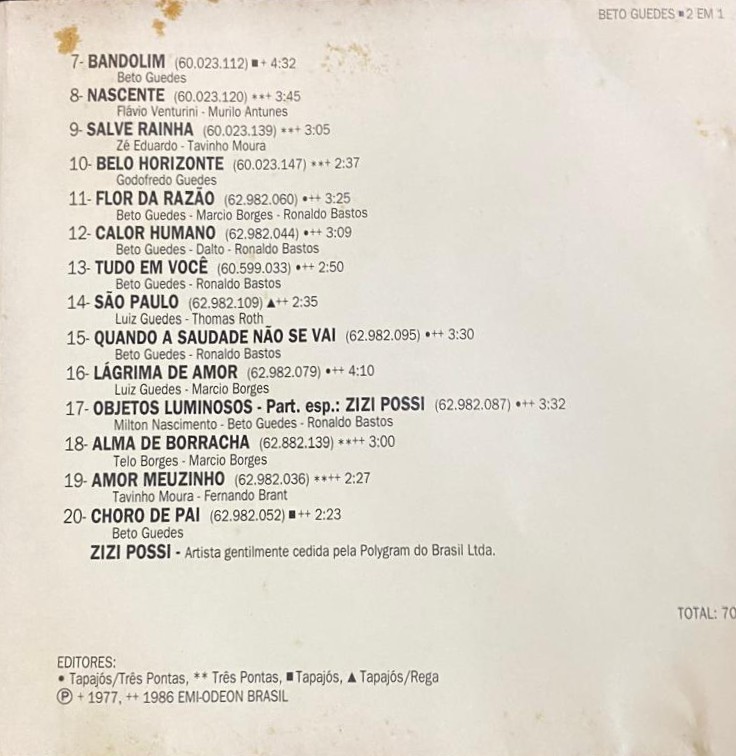 BETO GUEDES ■ 2 EM 1
7- BANDOLIM (60.023.112) ■+ 4:32
Beto Guedes
8- NASCENTE (60.023.120) **+ 3:45
Flávio Venturini - Murilo Antunes
9- SALVE RAINHA (60.023.139) **+ 3:05
Zé Eduardo - Tavinho Moura
10- BELO HORIZONTE (60.023.147) **+ 2:37
Godofredo Guedes
11- FLOR DA RAZÃO (62.982.060) •++ 3:25
Beto Guedes - Marcio Borges - Ronaldo Bastos
12- CALOR HUMANO (62.982.044) •++ 3:09
Beto Guedes - Dalto - Ronaldo Bastos
13- TUDO EM VOCÊ (60.599.033) •++ 2:50
Beto Guedes - Ronaldo Bastos
14- SÃO PAULO (62.982.109) ▲++ 2:35
Luiz Guedes - Thomas Roth
15- QUANDO A SAUDADE NÃO SE VAI (62.982.095) •++ 3:30
Beto Guedes - Ronaldo Bastos
16- LÁGRIMA DE AMOR (62.982.079) •++ 4:10
Luiz Guedes - Marcio Borges
17- OBJETOS LUMINOSOS - Part. esp.: ZIZI POSSI (62.982.087) •++ 3:32
Milton Nascimento - Beto Guedes - Ronaldo Bastos
18- ALMA DE BORRACHA (62.882.139) **++ 3:00
Telo Borges - Marcio Borges
19- AMOR MEUZINHO (62.982.036) **++ 2:27
Tavinho Moura - Fernando Brant
20- CHORO DE PAI (62.982.052) ■++ 2:23
Beto Guedes
ZIZI POSSI - Artista gentilmente cedida pela Polygram do Brasil Ltda.
TOTAL: 70
EDITORES:
• Tapajós/Três Pontas, ** Três Pontas, ■ Tapajós, ▲ Tapajós/Rega
℗ + 1977, ++ 1986 EMI-ODEON BRASIL